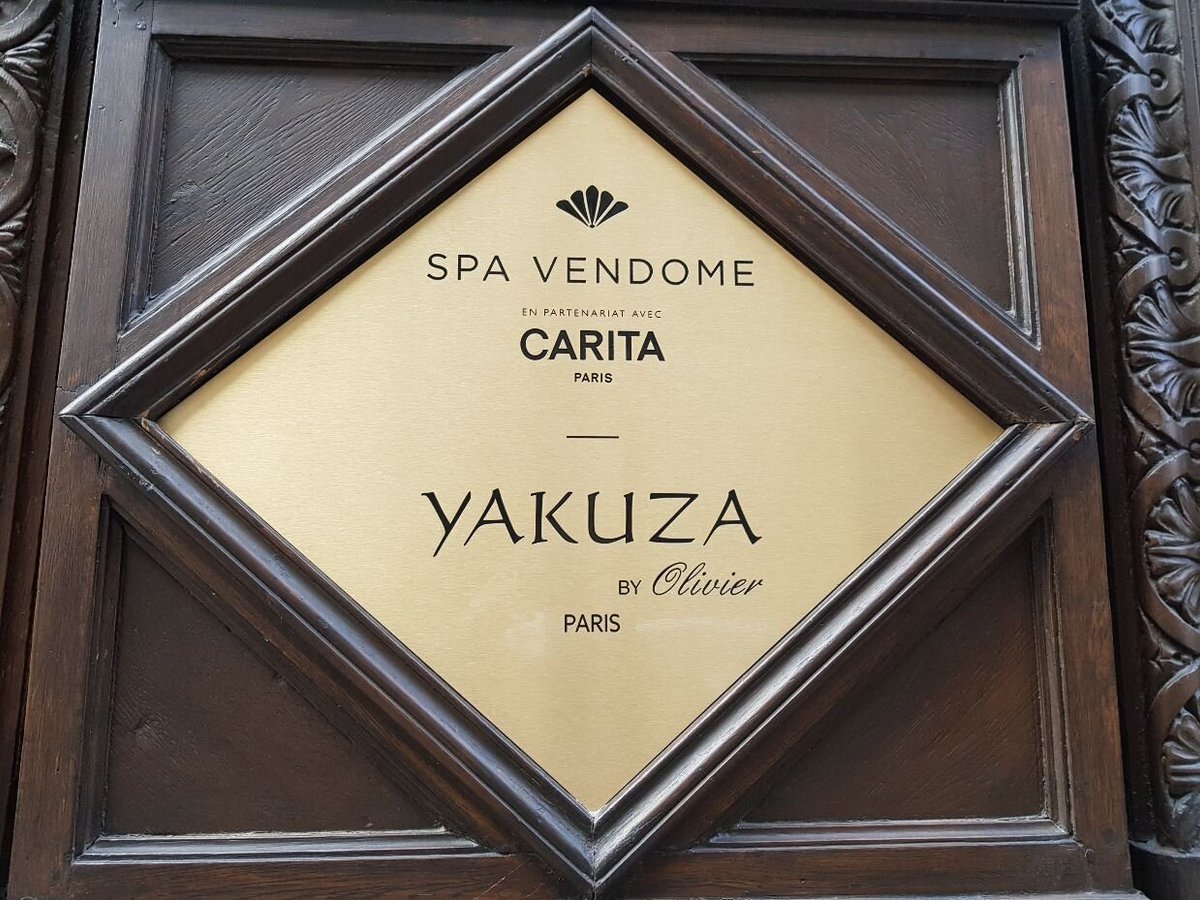 SPA VENDOME
EN PARTENARIAT AVEC
CARITA
PARIS
YAKUZA
BY Olivier
PARIS